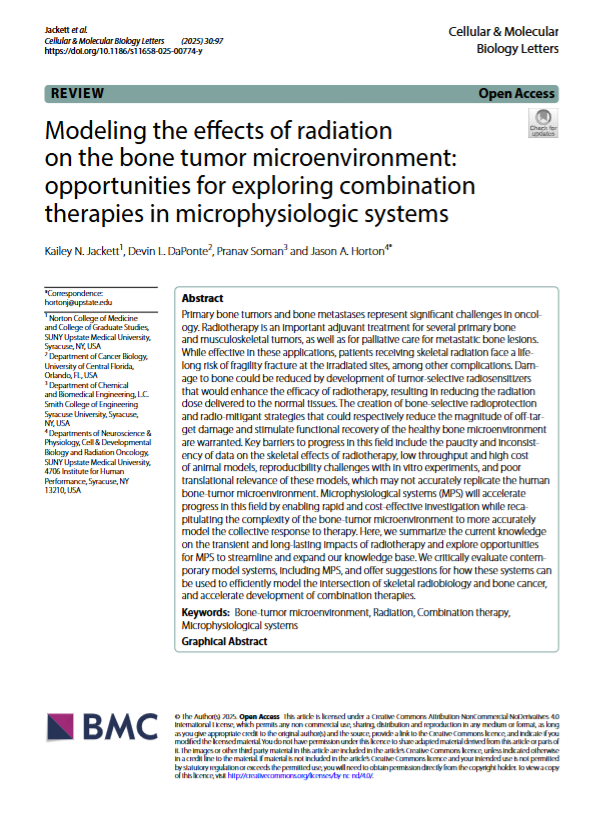 Jackett et al.
Cellular & Molecular Biology Letters (2025) 30:97
https://doi.org/10.1186/s11658-025-00774-y
Cellular & Molecular
Biology Letters
REVIEW
Open Access
Check for
updates
Modeling the effects of radiation
on the bone tumor microenvironment:
opportunities for exploring combination
therapies in microphysiologic systems
Kailey N. Jackett1, Devin L. DaPonte2, Pranav Soman3 and Jason A. Horton4*
*Correspondence:
hortonj@upstate.edu
1 Norton College of Medicine
and College of Graduate Studies,
SUNY Upstate Medical University,
Syracuse, NY, USA
2 Department of Cancer Biology,
University of Central Florida,
Orlando, FL, USA
3 Department of Chemical
and Biomedical Engineering, L.C.
Smith College of Engineering
Syracuse University, Syracuse,
NY, USA
4 Departments of Neuroscience &
Physiology, Cell & Developmental
Biology and Radiation Oncology,
SUNY Upstate Medical University,
4706 Institute for Human
Performance, Syracuse, NY
13210, USA
Abstract
Primary bone tumors and bone metastases represent significant challenges in oncol-
ogy. Radiotherapy is an important adjuvant treatment for several primary bone
and musculoskeletal tumors, as well as for palliative care for metastatic bone lesions.
While effective in these applications, patients receiving skeletal radiation face a life-
long risk of fragility fracture at the irradiated sites, among other complications. Dam-
age to bone could be reduced by development of tumor-selective radiosensitizers
that would enhance the efficacy of radiotherapy, resulting in reducing the radiation
dose delivered to the normal tissues. The creation of bone-selective radioprotection
and radio-mitigant strategies that could respectively reduce the magnitude of off-tar-
get damage and stimulate functional recovery of the healthy bone microenvironment
are warranted. Key barriers to progress in this field include the paucity and inconsist-
ency of data on the skeletal effects of radiotherapy, low throughput and high cost
of animal models, reproducibility challenges with in vitro experiments, and poor
translational relevance of these models, which may not accurately replicate the human
bone-tumor microenvironment. Microphysiological systems (MPS) will accelerate
progress in this field by enabling rapid and cost-effective investigation while reca-
pitulating the complexity of the bone-tumor microenvironment to more accurately
model the collective response to therapy. Here, we summarize the current knowledge
on the transient and long-lasting impacts of radiotherapy and explore opportunities
for MPS to streamline and expand our knowledge base. We critically evaluate contem-
porary model systems, including MPS, and offer suggestions for how these systems can
be used to efficiently model the intersection of skeletal radiobiology and bone cancer,
and accelerate development of combination therapies.
Keywords: Bone-tumor microenvironment, Radiation, Combination therapy,
Microphysiological systems
Graphical Abstract
BMC
© The Author(s) 2025. Open Access This article is licensed under a Creative Commons Attribution NonCommercial NoDerivatives 4.0
International License, which permits any non commercial use, sharing, distribution and reproduction in any medium or format, as long
as you give appropriate credit to the original author(s) and the source, provide a link to the Creative Commons licence, and indicate if you
modified the licensed material. You do not have permission under this licence to share adapted material derived from this article or parts of
it. The images or other third party material in this article are included in the article's Creative Commons licence, unless indicated otherwise
in a credit line to the material. If material is not included in the article's Creative Commons licence and your intended use is not permitted
by statutory regulation or exceeds the permitted use, you will need to obtain permission directly from the copyright holder. To view a copy
of this licence, visit http://creativecommons.org/licenses/by-nc-nd/4.0/.